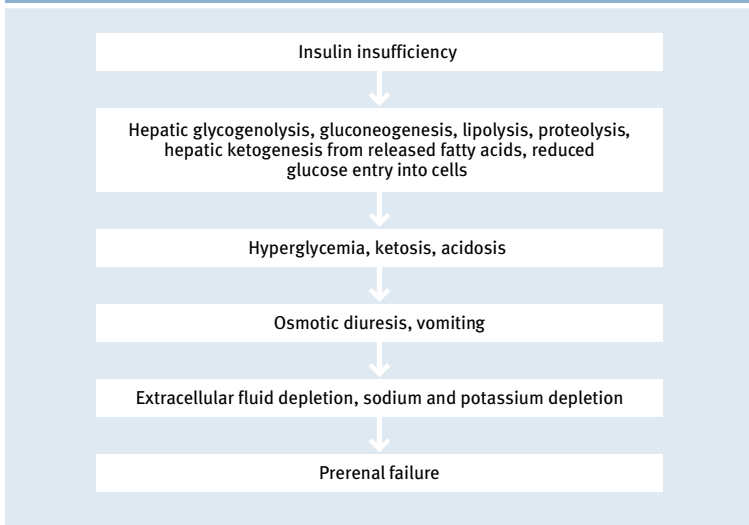 Insulin insufficiency
Hepatic glycogenolysis, gluconeogenesis, lipolysis, proteolysis,
hepatic ketogenesis from released fatty acids, reduced
glucose entry into cells
Hyperglycemia, ketosis, acidosis
Osmotic diuresis, vomiting
Extracellular fluid depletion, sodium and potassium depletion
Prerenal failure